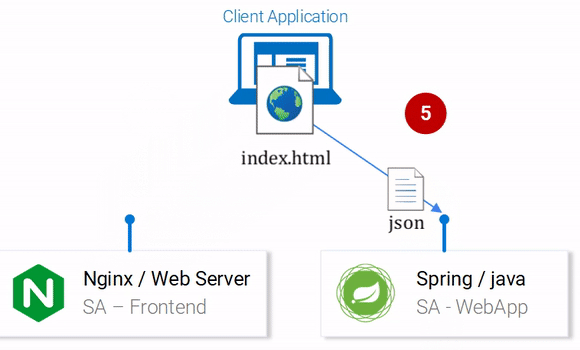 Client Application
5
index.html
json
Nginx / Web Server
SA – Frontend
Spring / java
SA - WebApp